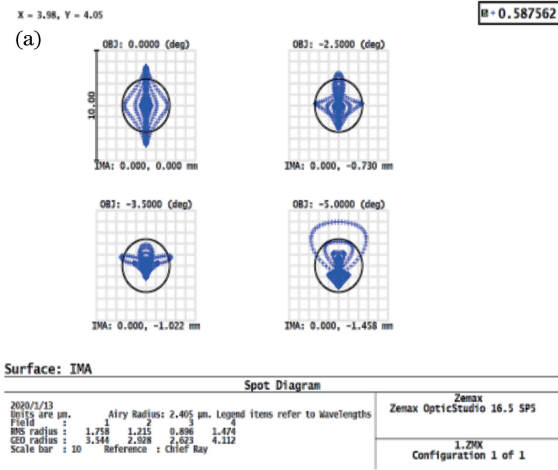 X = 3.98, Y = 4.05
+ 0.587562
(a)
OBJ: 0.0000 (deg)
OBJ: -2.5000 (deg)
10.00
IMA: 0.000, 0.000 mm
IMA: 0.000, -0.730 mm
OBJ: -3.5000 (deg)
OBJ: -5.0000 (deg)
IMA: 0.000, -1.022 mm
IMA: 0.000, -1.458 mm
Surface: IMA
Spot Diagram
2020/1/13
Units are µm. Airy Radius: 2.405 µm. Legend items refer to Wavelengths
Field : 1 2 3 4
RMS radius : 1.758 1.215 0.896 1.474
GEO radius : 3.544 2.928 2.623 4.112
Scale bar : 10 Reference : Chief Ray
Zemax
Zemax OpticStudio 16.5 SP5
1.ZMX
Configuration 1 of 1